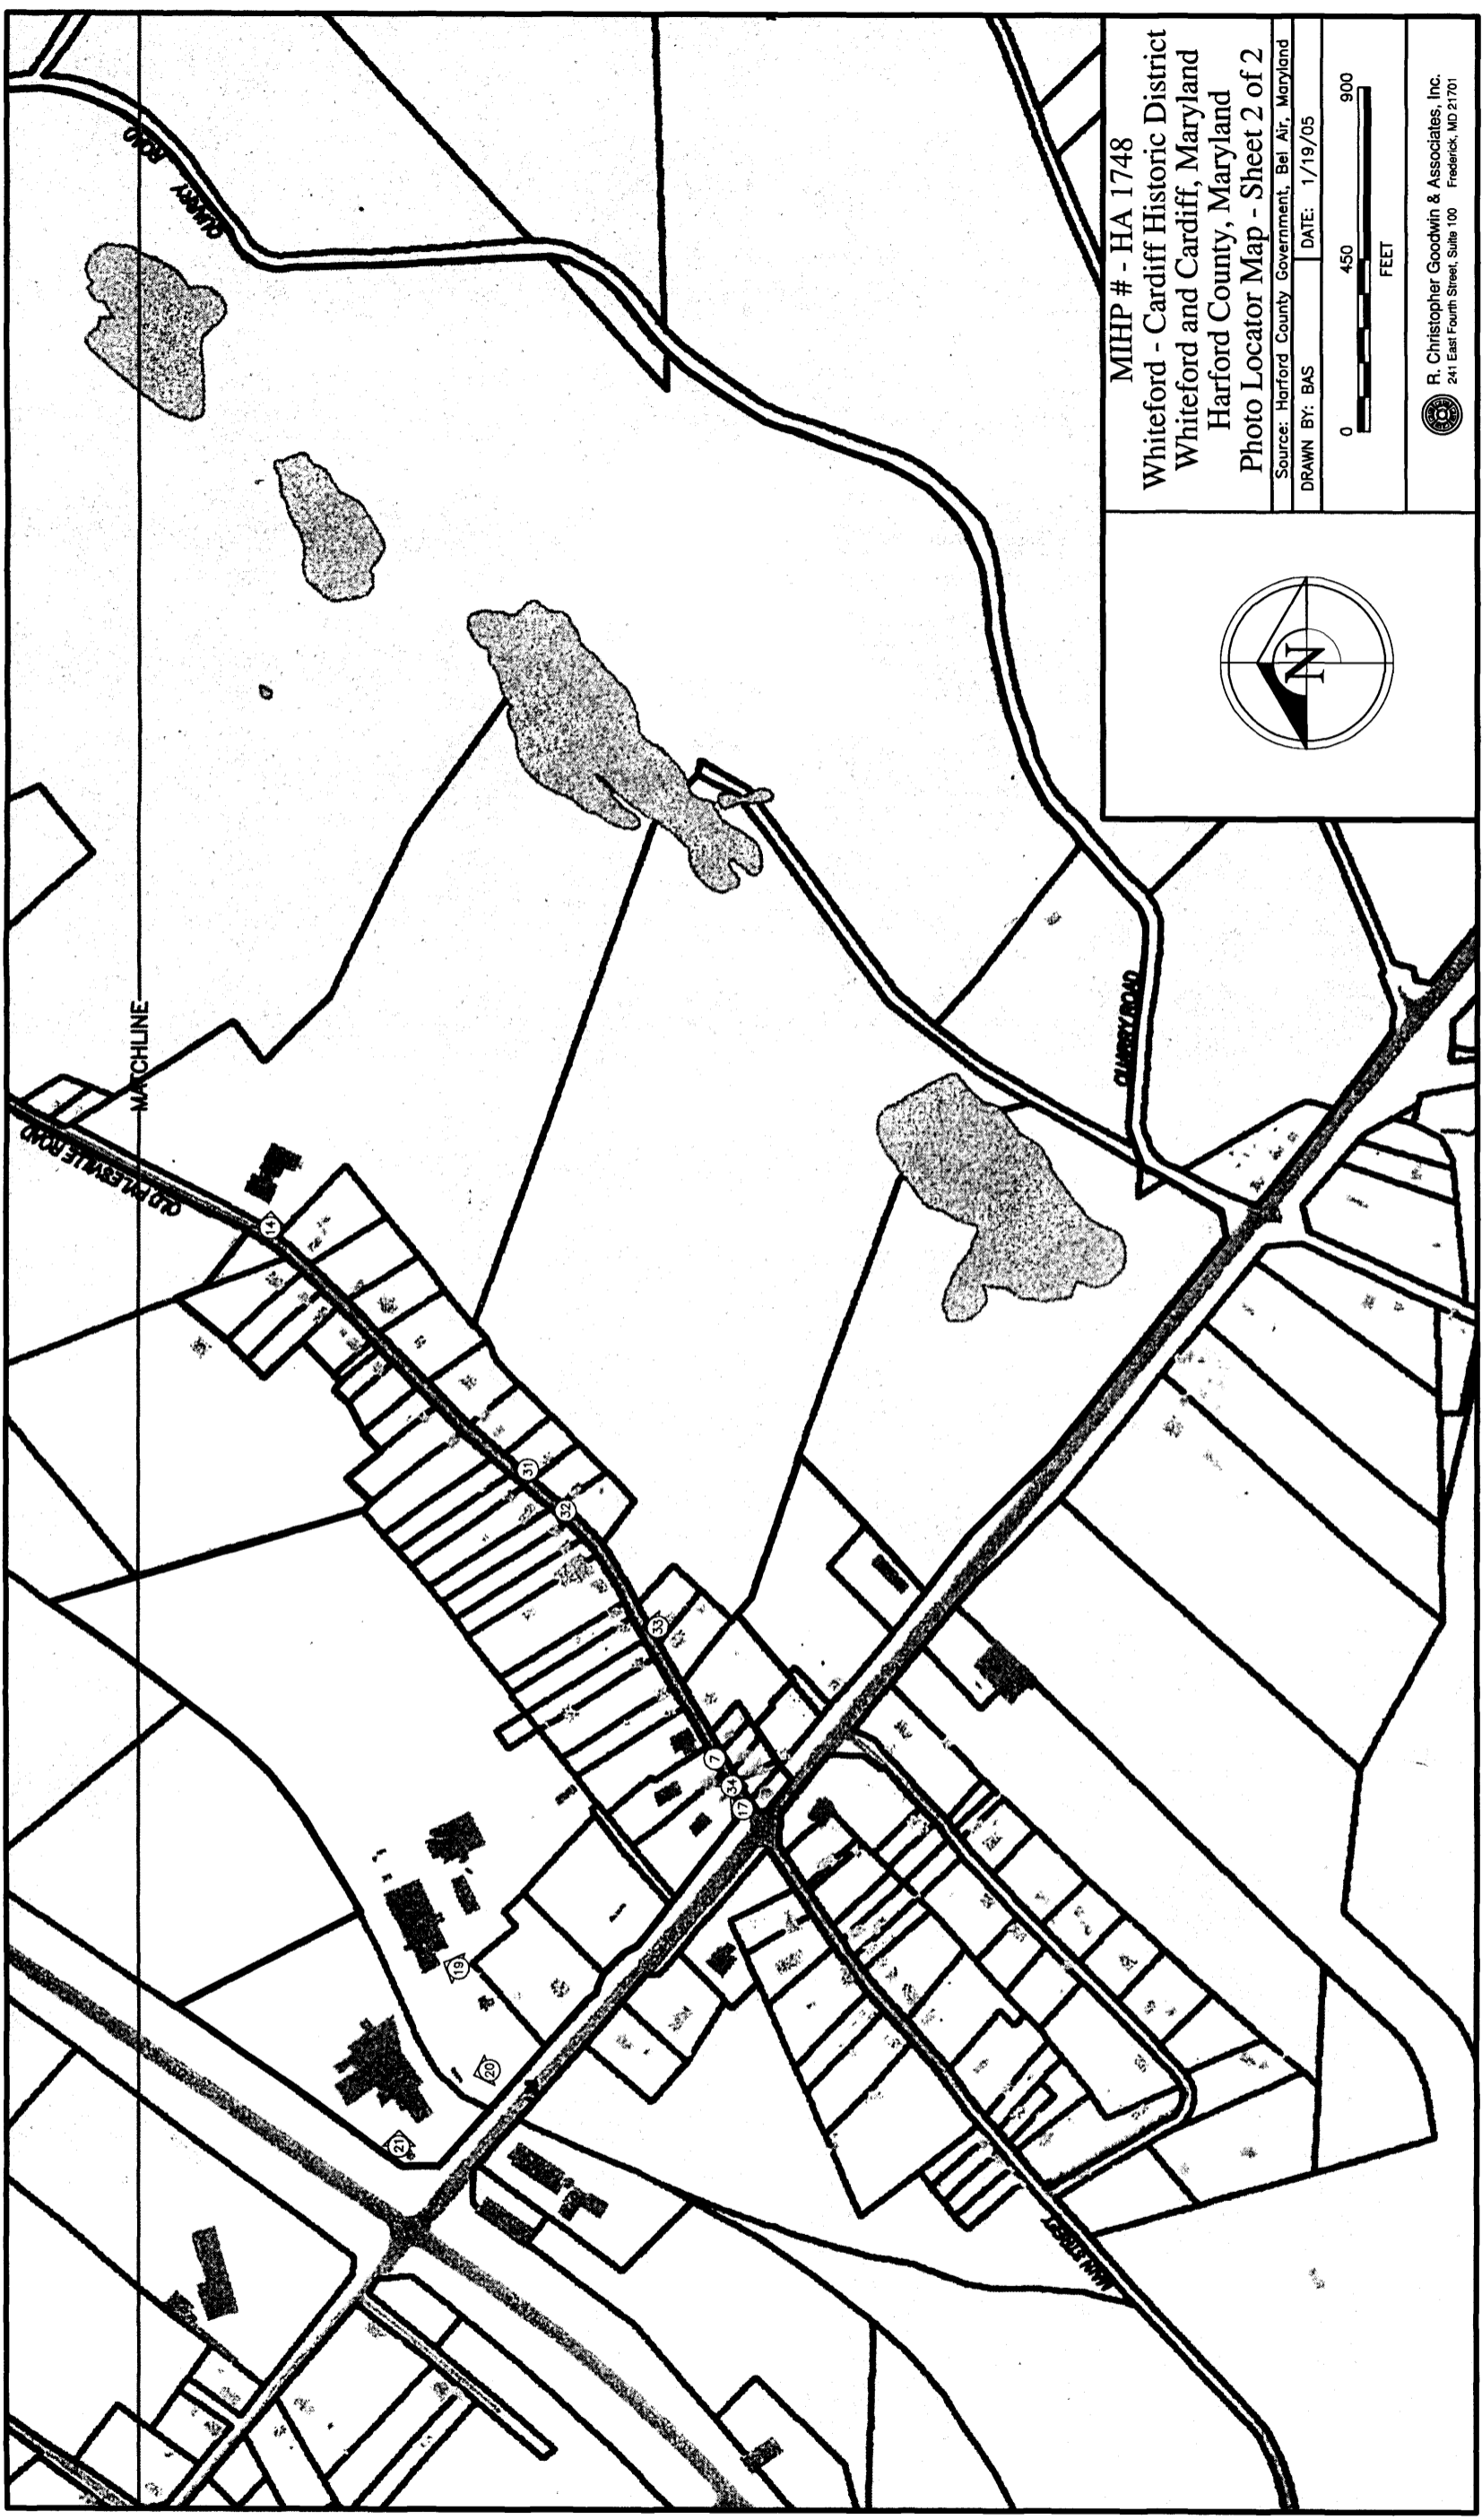 MIHP # - HA 1748
Whiteford - Cardiff Historic District
Whiteford and Cardiff, Maryland
Harford County, Maryland
Photo Locator Map - Sheet 2 of 2
Source: Harford County Government, Bel Air, Maryland
DRAWN BY: BAS
DATE: 1/19/05
0 450 900
FEET
R. Christopher Goodwin & Associates, Inc.
241 East Fourth Street, Suite 100 Frederick, MD 21701
N
MATCHLINE
QUARRY ROAD
OLD PYLESVILLE ROAD
QUARRY ROAD
MAIN STREET
14
31
32
33
7
34
17
19
20
21